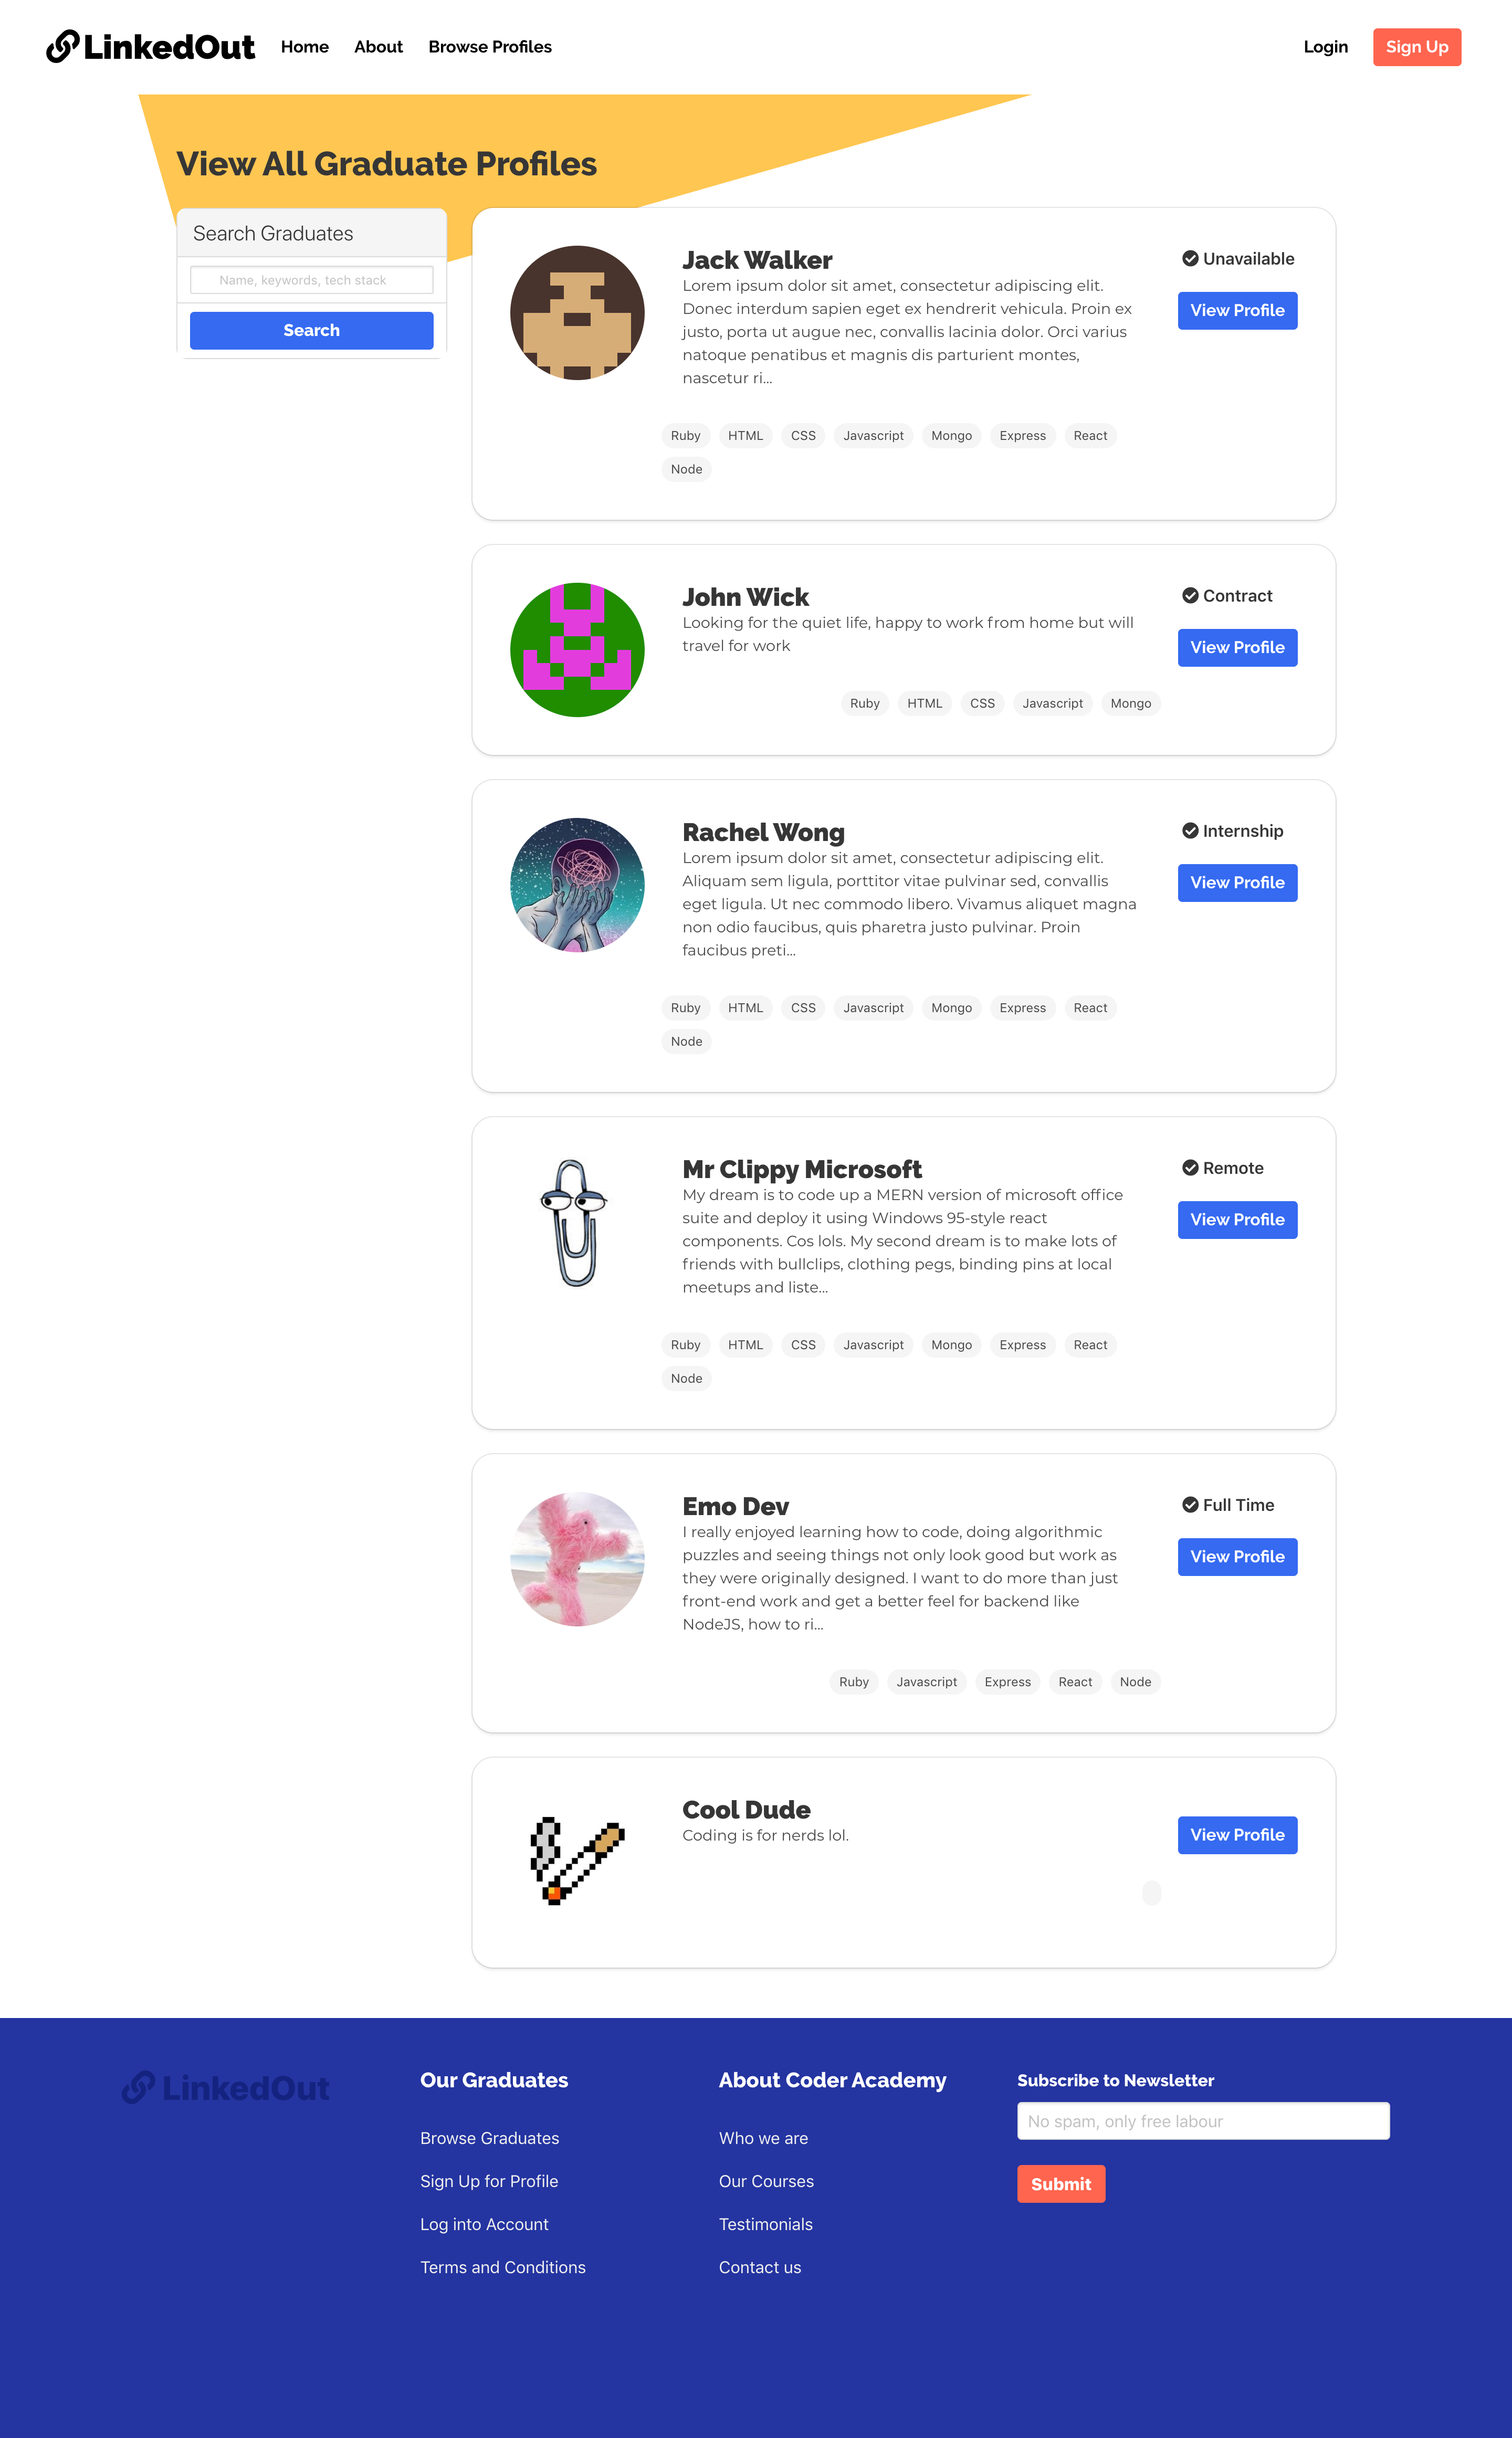 LinkedOut
Home
About
Browse Profiles
Login
Sign Up
View All Graduate Profiles
Search Graduates
Name, keywords, tech stack
Search
Jack Walker
Lorem ipsum dolor sit amet, consectetur adipiscing elit.
Donec interdum sapien eget ex hendrerit vehicula. Proin ex
justo, porta ut augue nec, convallis lacinia dolor. Orci varius
natoque penatibus et magnis dis parturient montes,
nascetur ri...
Unavailable
View Profile
Ruby HTML CSS Javascript Mongo Express React
Node
John Wick
Looking for the quiet life, happy to work from home but will
travel for work
Contract
View Profile
Ruby HTML CSS Javascript Mongo
Rachel Wong
Lorem ipsum dolor sit amet, consectetur adipiscing elit.
Aliquam sem ligula, porttitor vitae pulvinar sed, convallis
eget ligula. Ut nec commodo libero. Vivamus aliquet magna
non odio faucibus, quis pharetra justo pulvinar. Proin
faucibus preti...
Internship
View Profile
Ruby HTML CSS Javascript Mongo Express React
Node
Mr Clippy Microsoft
My dream is to code up a MERN version of microsoft office
suite and deploy it using Windows 95-style react
components. Cos lols. My second dream is to make lots of
friends with bullclips, clothing pegs, binding pins at local
meetups and liste...
Remote
View Profile
Ruby HTML CSS Javascript Mongo Express React
Node
Emo Dev
I really enjoyed learning how to code, doing algorithmic
puzzles and seeing things not only look good but work as
they were originally designed. I want to do more than just
front-end work and get a better feel for backend like
NodeJS, how to ri...
Full Time
View Profile
Ruby Javascript Express React Node
Cool Dude
Coding is for nerds lol.
View Profile
LinkedOut
Our Graduates
Browse Graduates
Sign Up for Profile
Log into Account
Terms and Conditions
About Coder Academy
Who we are
Our Courses
Testimonials
Contact us
Subscribe to Newsletter
No spam, only free labour
Submit